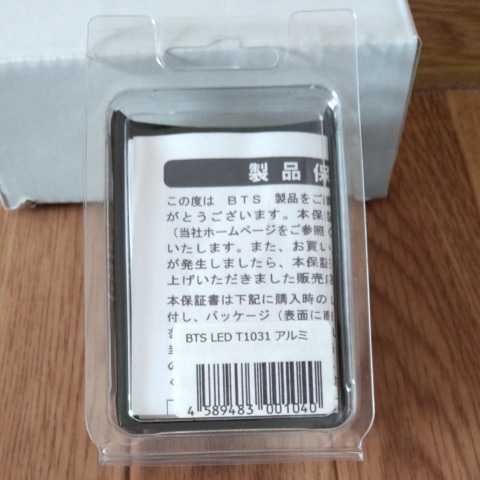 製品保
この度は BTS 製品をご
がとうございます。本保
（当社ホームページをご参照
いたします。また、お買い
が発生しましたら、本保証
上げいただきました販売
本保証書は下記に購入時の
付し、パッケージ（表面に
BTS LED T1031 アルミ
4 589483 001040